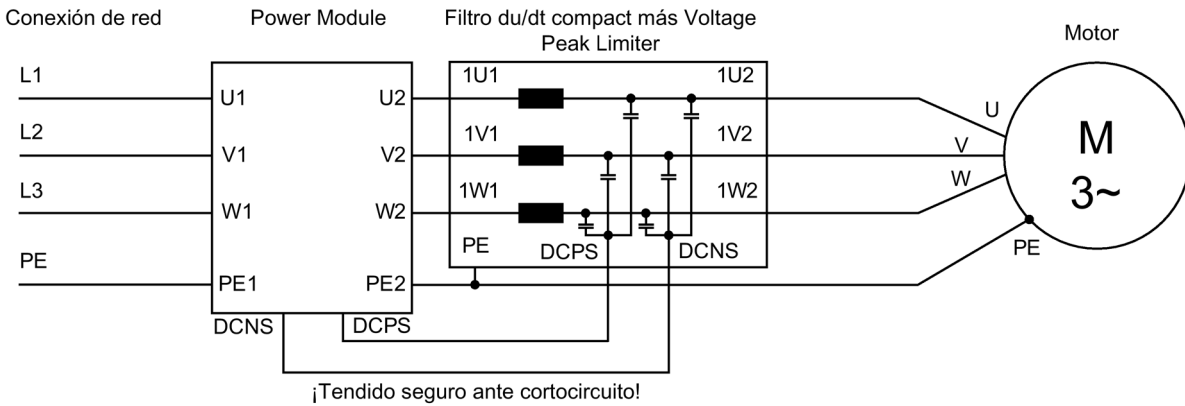 Conexión de red
Power Module
Filtro du/dt compact más Voltage
Peak Limiter
Motor
L1
U1
U2
1U1
1U2
U
L2
V1
V2
1V1
1V2
V
M
3~
L3
W1
W2
1W1
1W2
W
PE
PE1
PE2
PE
DCPS
DCNS
PE
DCNS
DCPS
¡Tendido seguro ante cortocircuito!